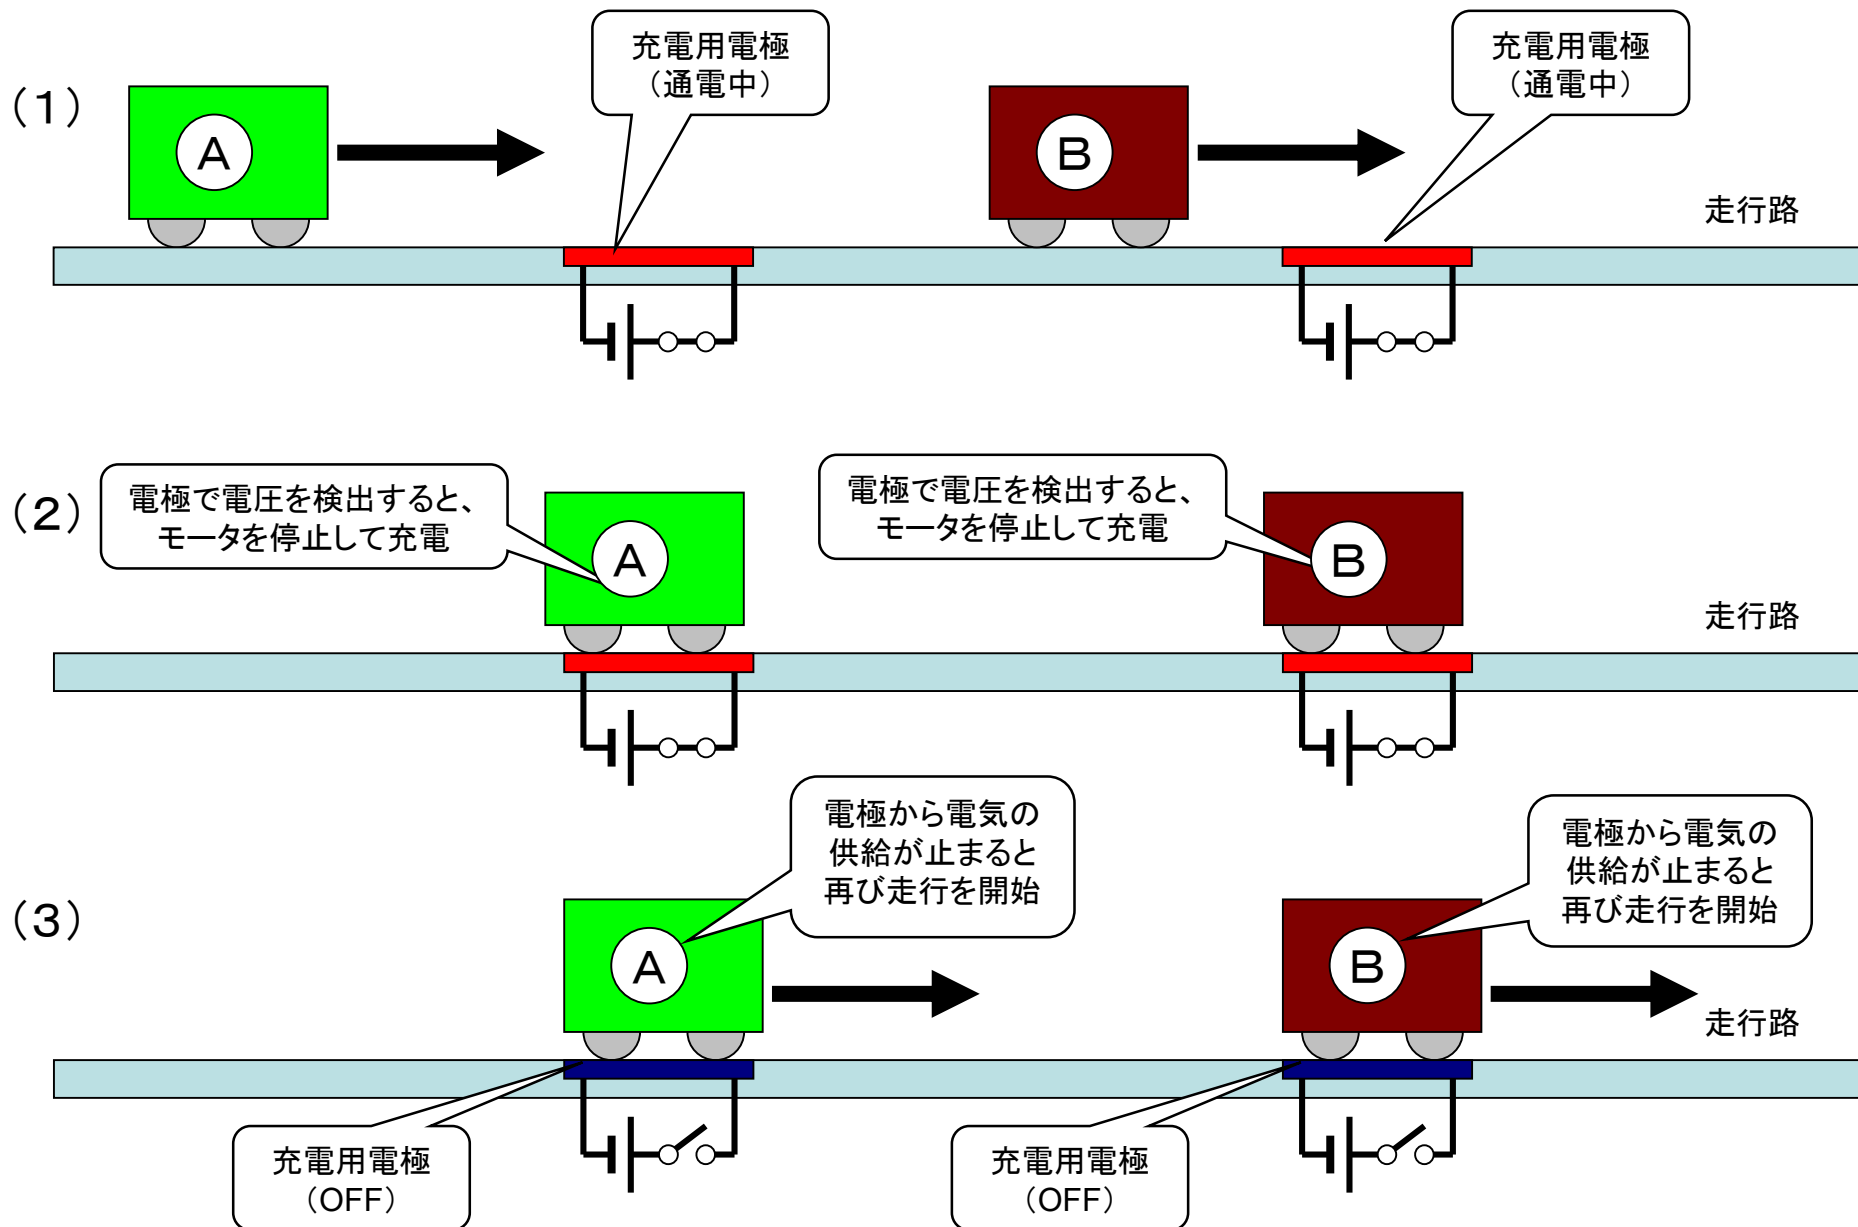 (1)
A
充電用電極
(通電中)
B
充電用電極
(通電中)
走行路
(2)
電極で電圧を検出すると、
モータを停止して充電
A
電極で電圧を検出すると、
モータを停止して充電
B
走行路
(3)
A
電極から電気の
供給が止まると
再び走行を開始
B
電極から電気の
供給が止まると
再び走行を開始
走行路
充電用電極
(OFF)
充電用電極
(OFF)